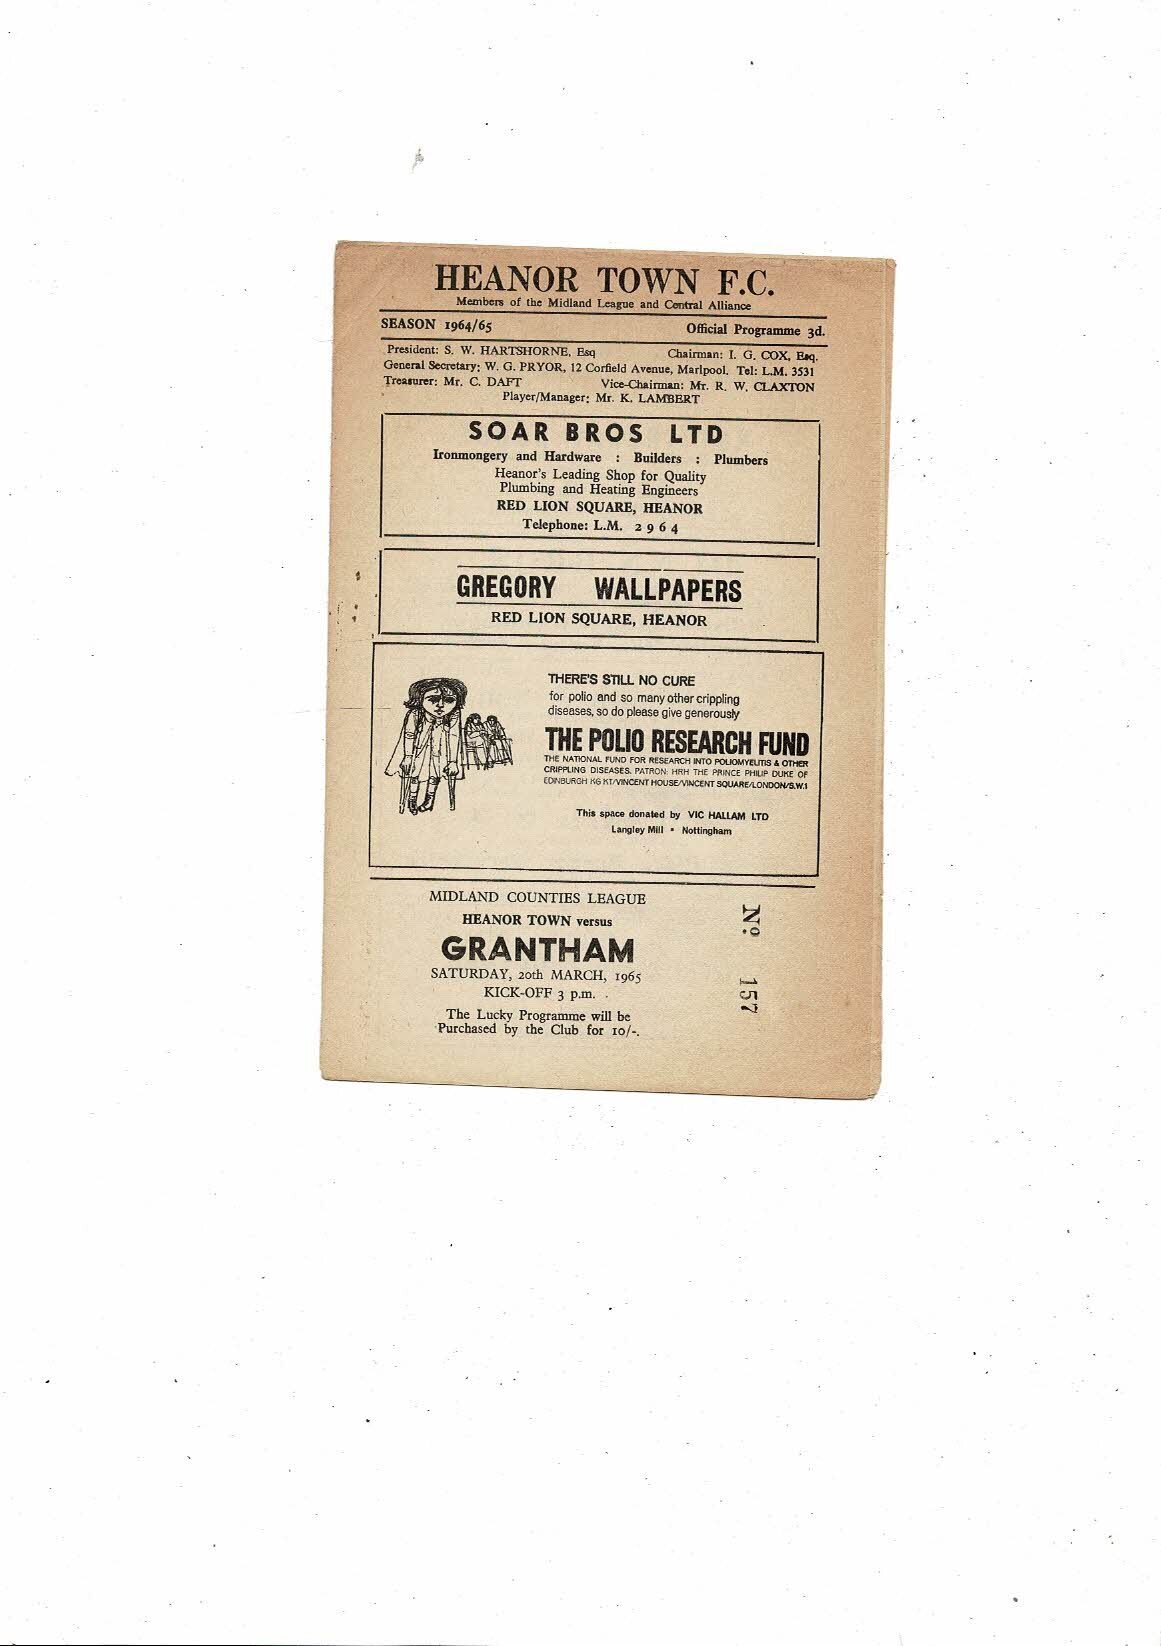 HEANOR TOWN F.C.
Members of the Midland League and Central Alliance
SEASON 1964/65 Official Programme 3d.
President: S. W. HARTSHORNE, Esq Chairman: I. G. COX, Esq.
General Secretary: W. G. PRYOR, 12 Corfield Avenue, Marlpool. Tel: L.M. 3531
Treasurer: Mr. C. DAFT Vice-Chairman: Mr. R. W. CLAXTON
Player/Manager: Mr. K. LAMBERT
SOAR BROS LTD
Ironmongery and Hardware : Builders : Plumbers
Heanor's Leading Shop for Quality
Plumbing and Heating Engineers
RED LION SQUARE, HEANOR
Telephone: L.M. 2964
GREGORY WALLPAPERS
RED LION SQUARE, HEANOR
THERE'S STILL NO CURE
for polio and so many other crippling
diseases, so do please give generously
THE POLIO RESEARCH FUND
THE NATIONAL FUND FOR RESEARCH INTO POLIOMYELITIS & OTHER
CRIPPLING DISEASES. PATRON: HRH THE PRINCE PHILIP DUKE OF
EDINBURGH KG KT/VINCENT HOUSE/VINCENT SQUARE/LONDON/S.W.1
This space donated by VIC HALLAM LTD
Langley Mill • Nottingham
MIDLAND COUNTIES LEAGUE
HEANOR TOWN versus
GRANTHAM
SATURDAY, 20th MARCH, 1965
KICK-OFF 3 p.m.
The Lucky Programme will be
Purchased by the Club for 10/-.
No. 157